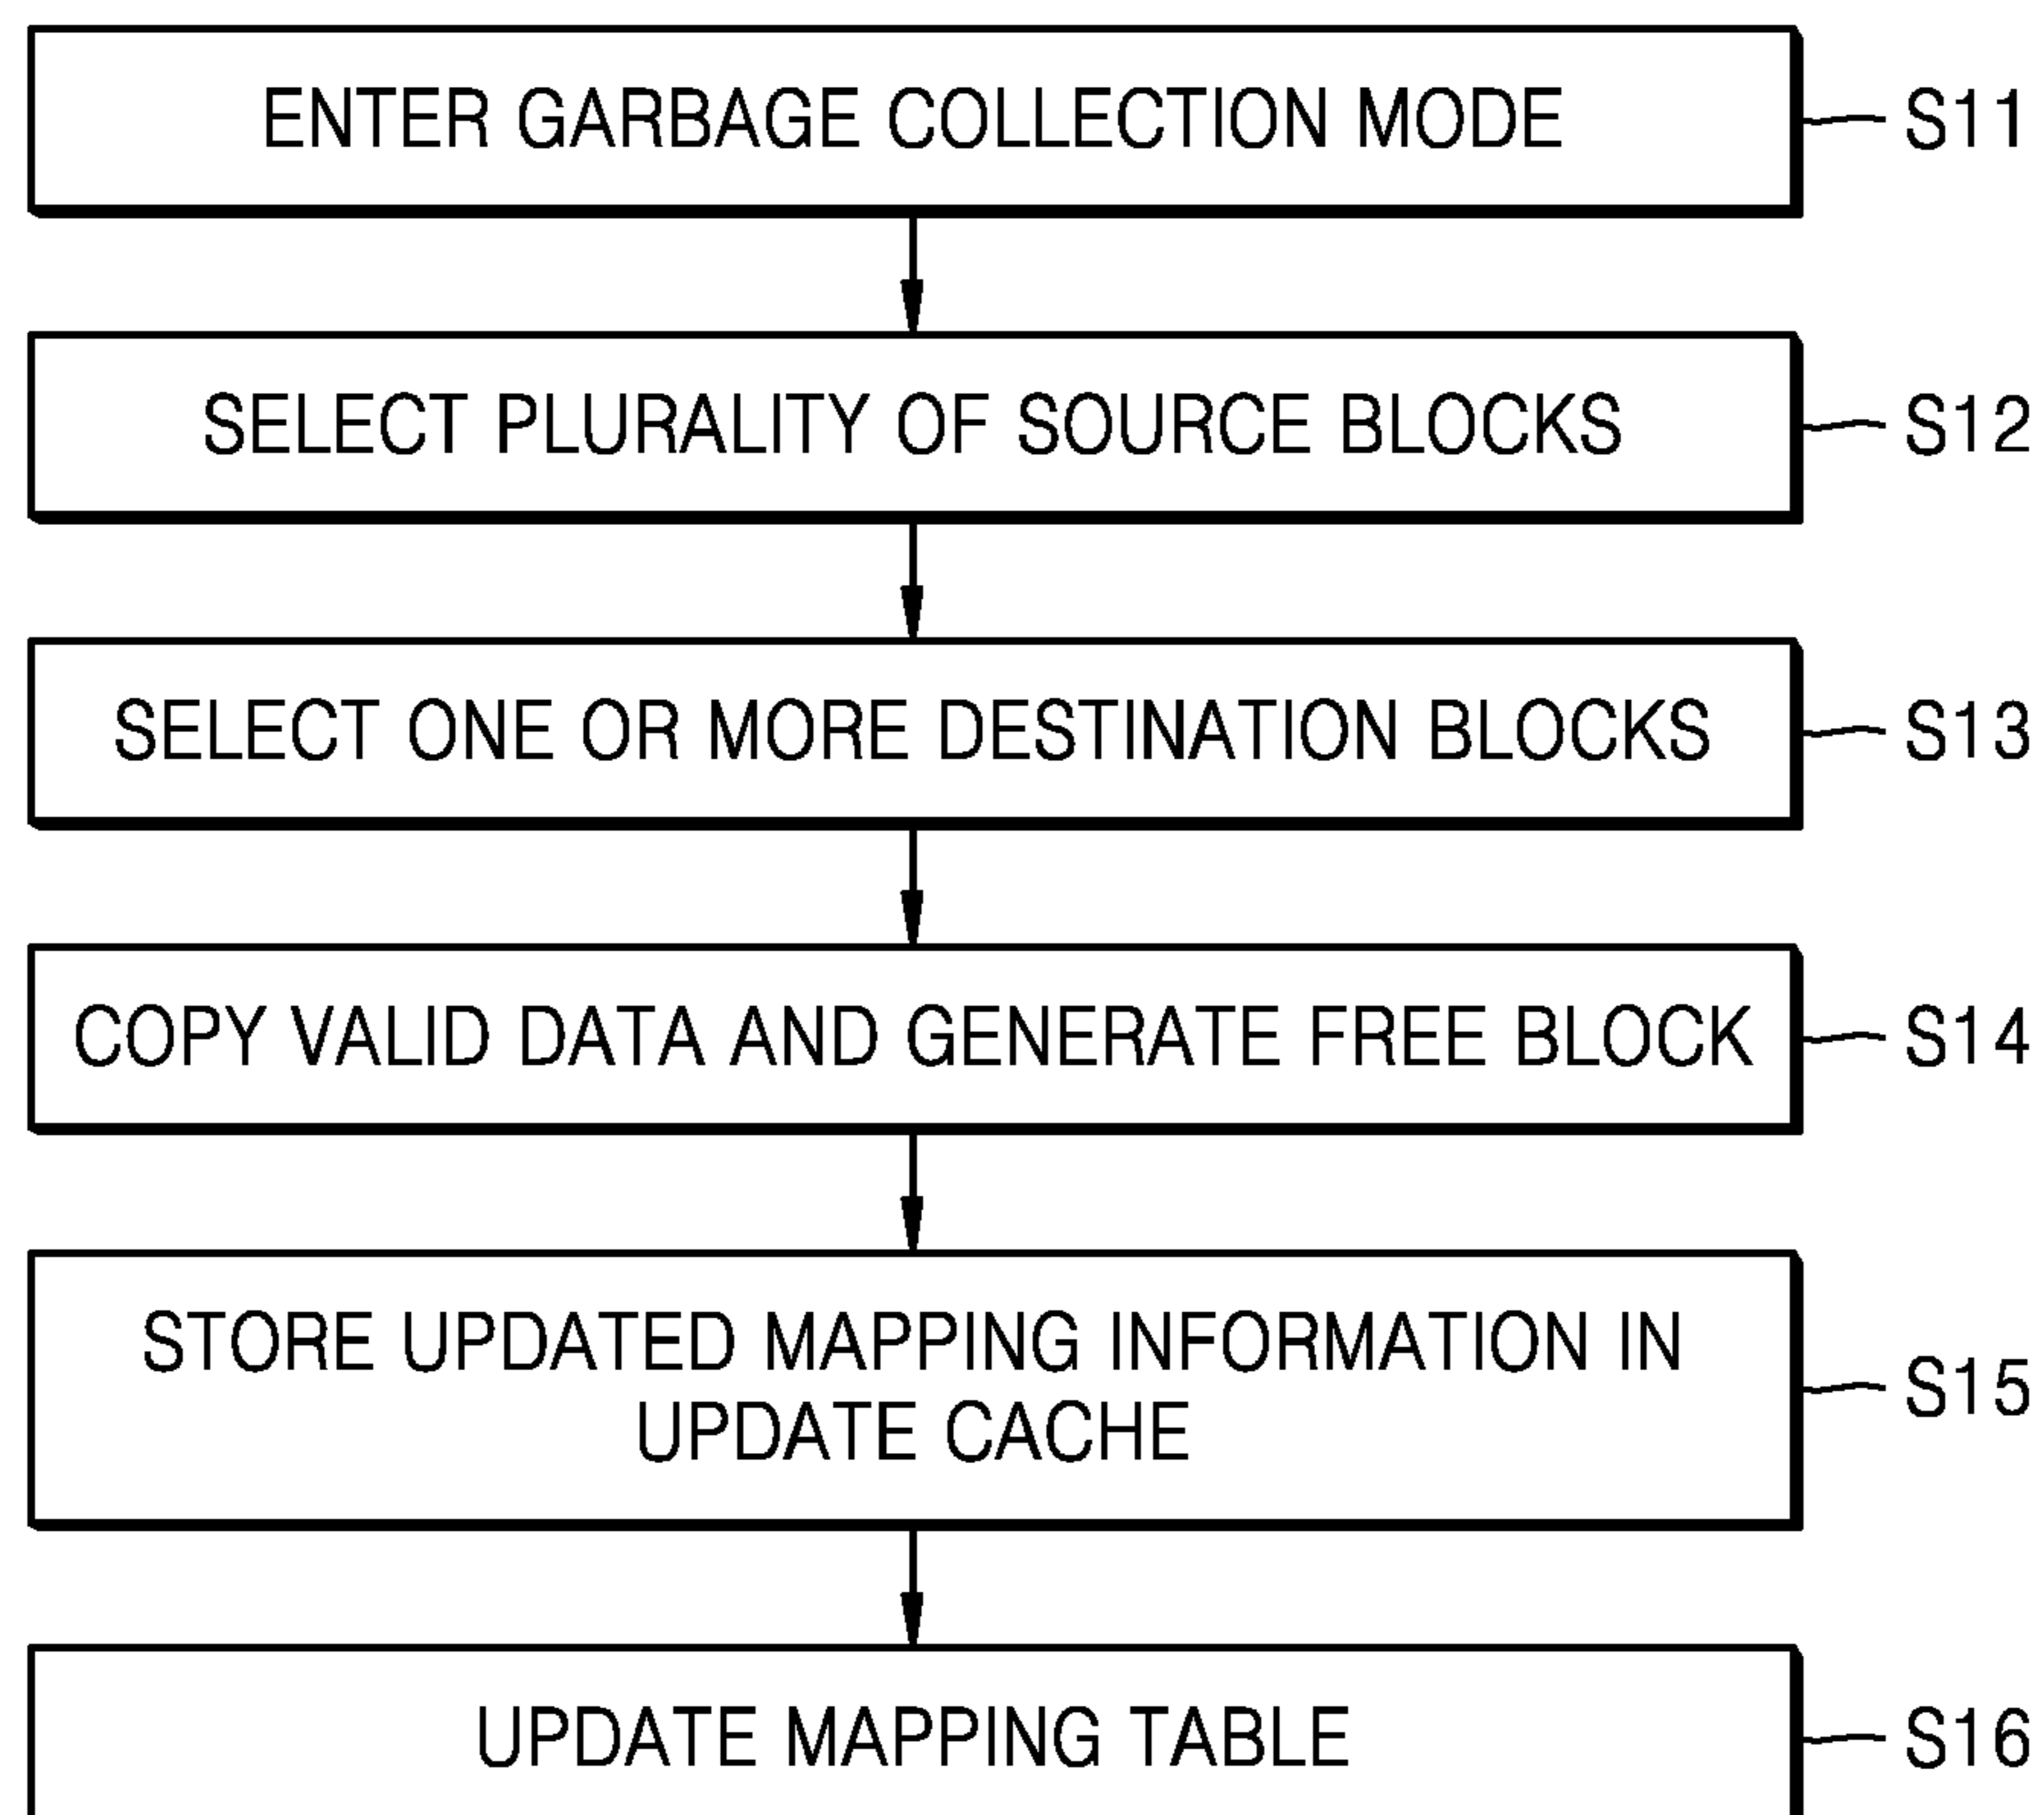 ENTER GARBAGE COLLECTION MODE
S11
SELECT PLURALITY OF SOURCE BLOCKS
S12
SELECT ONE OR MORE DESTINATION BLOCKS
S13
COPY VALID DATA AND GENERATE FREE BLOCK
S14
STORE UPDATED MAPPING INFORMATION IN
UPDATE CACHE
S15
UPDATE MAPPING TABLE
S16